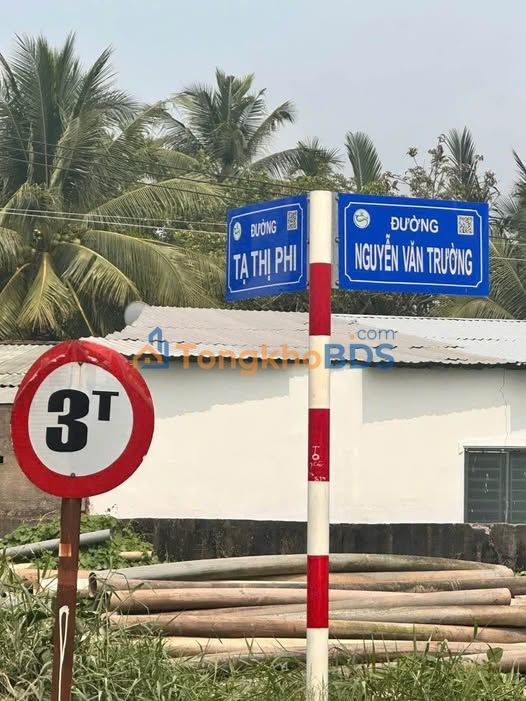 ĐƯỜNG
TẠ THỊ PHI
ĐƯỜNG
NGUYỄN VĂN TRƯỜNG
TongkhoBDS
.com
3T